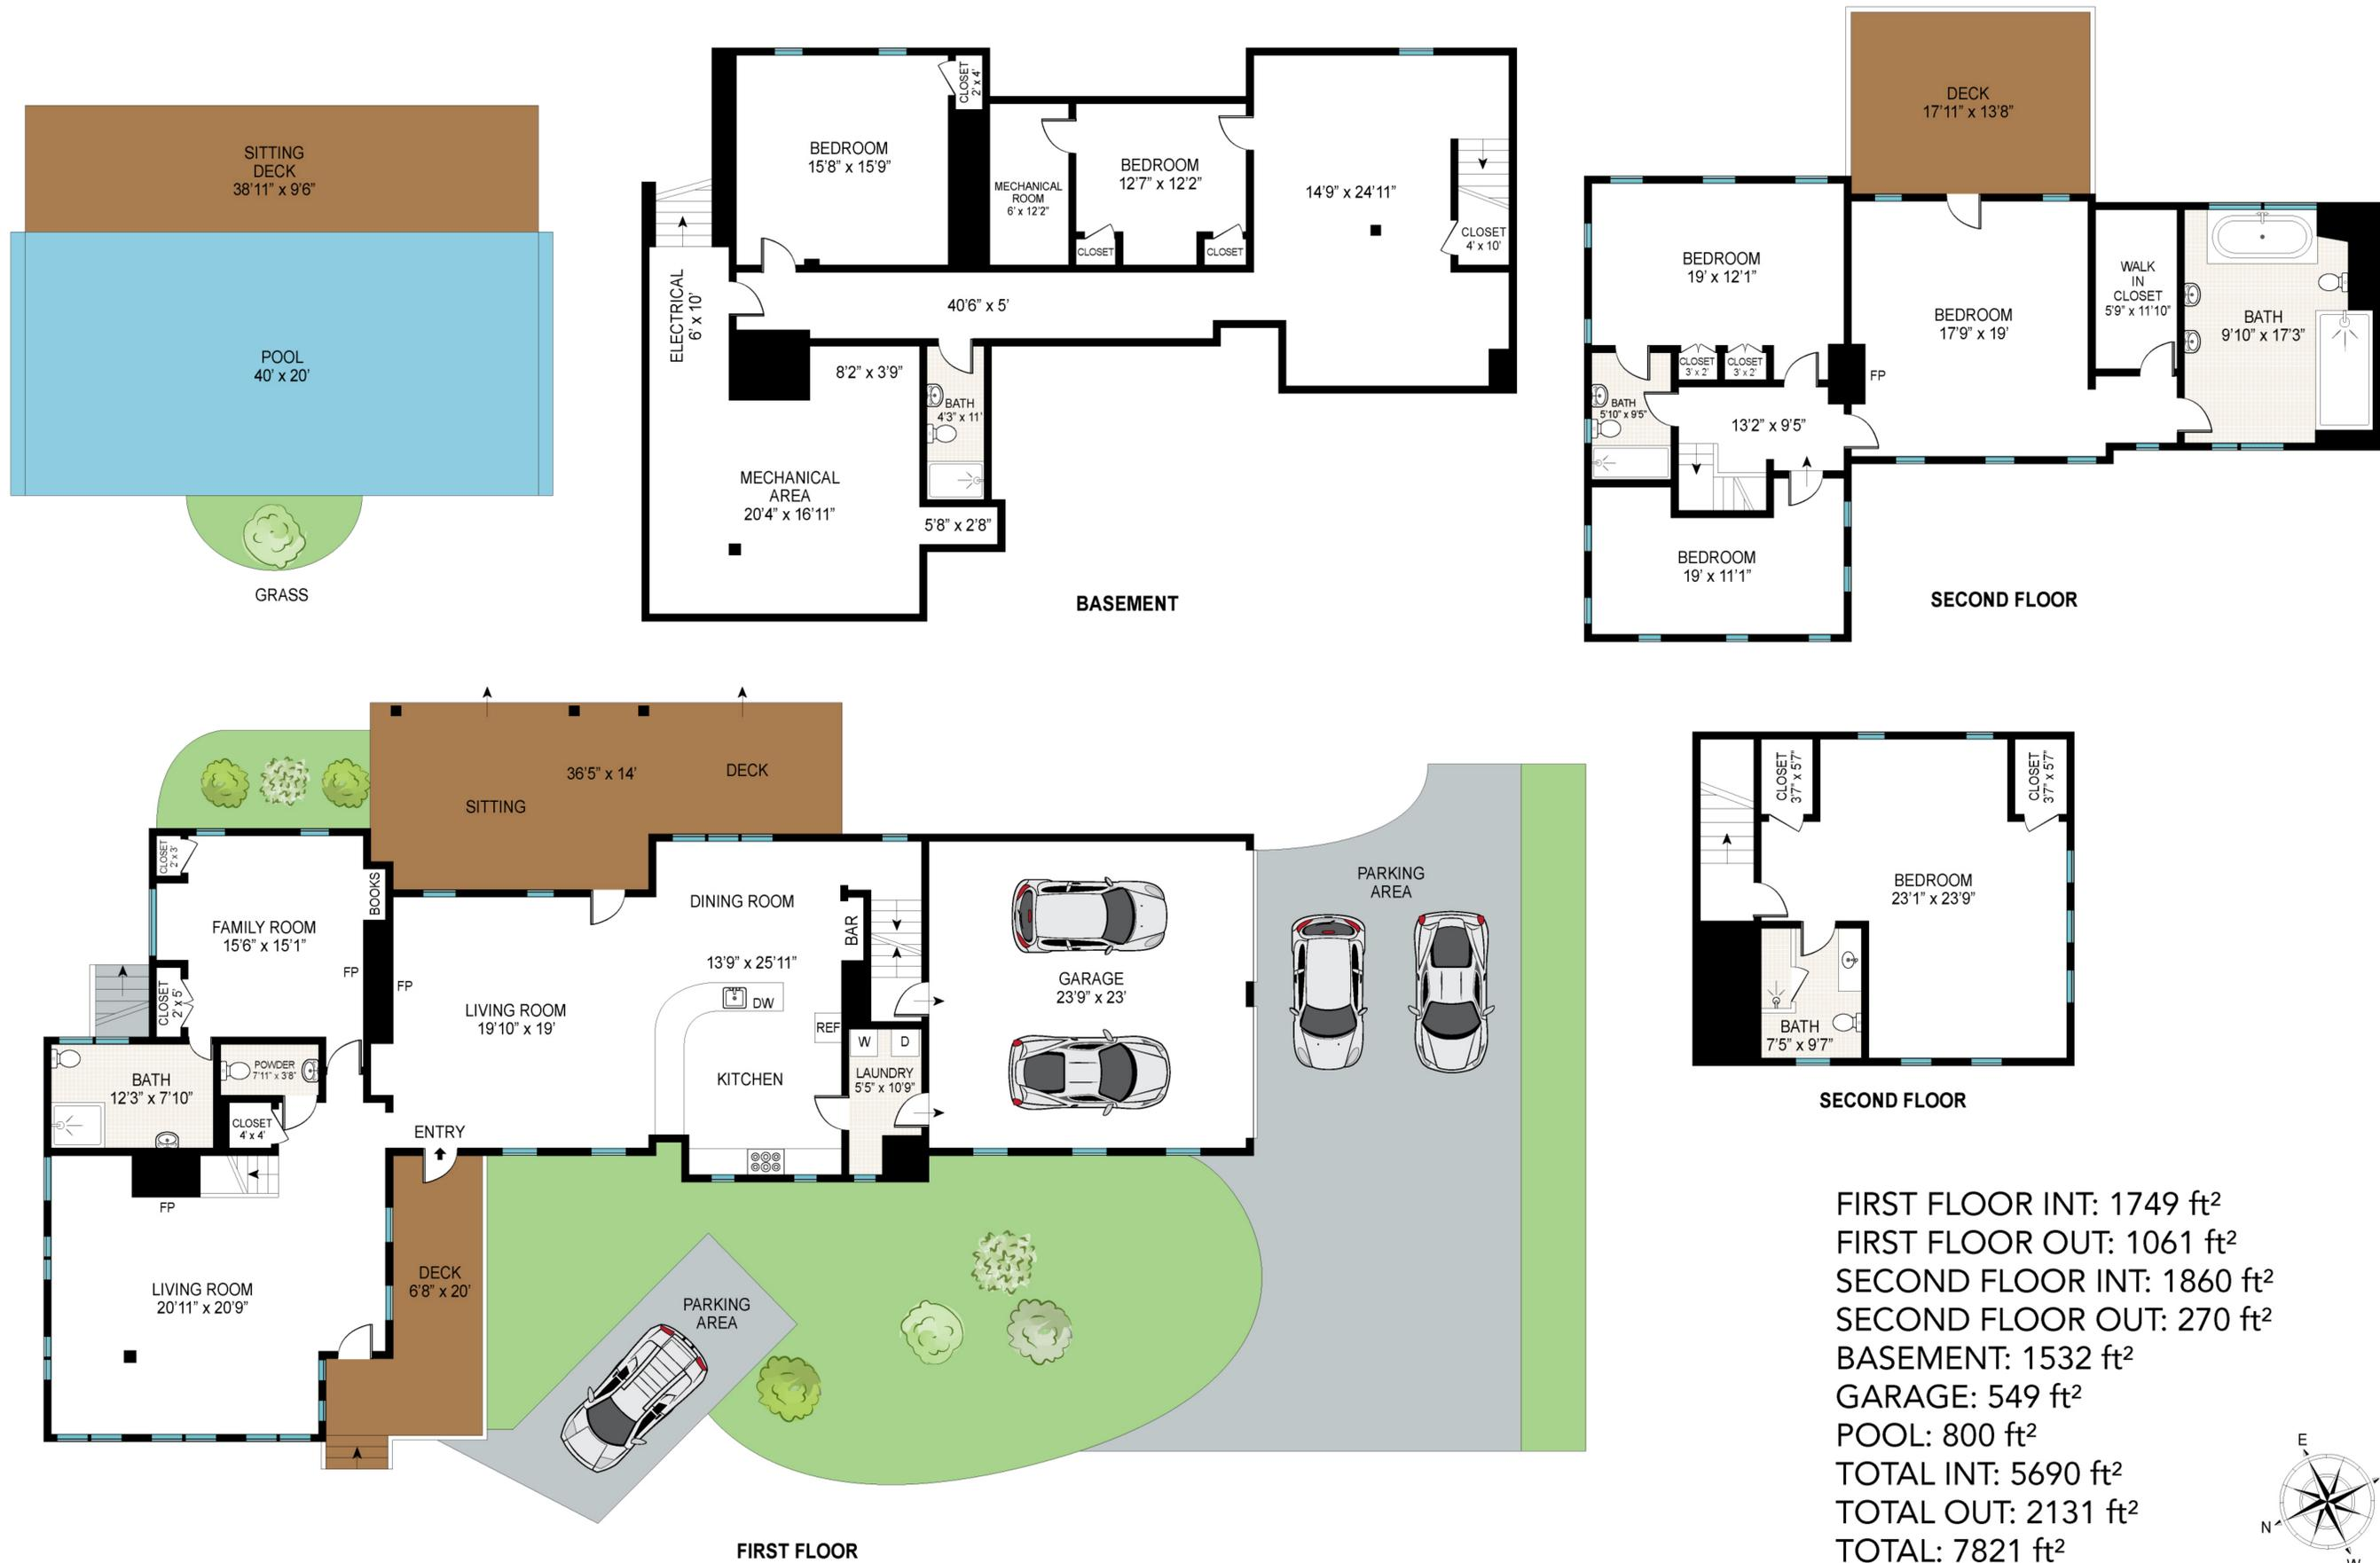 SITTING
DECK
38'11" x 9'6"
POOL
40' x 20'
GRASS
BEDROOM
15'8" x 15'9"
CLOSET
2' x 4'
MECHANICAL
ROOM
6' x 12'2"
BEDROOM
12'7" x 12'2"
CLOSET
CLOSET
14'9" x 24'11"
CLOSET
4' x 10'
ELECTRICAL
6' x 10'
40'6" x 5'
8'2" x 3'9"
BATH
4'3" x 11'
MECHANICAL
AREA
20'4" x 16'11"
5'8" x 2'8"
BASEMENT
DECK
17'11" x 13'8"
BEDROOM
19' x 12'1"
BEDROOM
17'9" x 19'
WALK
IN
CLOSET
5'9" x 11'10"
BATH
9'10" x 17'3"
CLOSET
3' x 2'
CLOSET
3' x 2'
FP
BATH
5'10" x 9'5"
13'2" x 9'5"
BEDROOM
19' x 11'1"
SECOND FLOOR
36'5" x 14'
DECK
SITTING
CLOSET
2' x 3'
BOOKS
FAMILY ROOM
15'6" x 15'1"
FP
FP
CLOSET
2' x 5'
DINING ROOM
BAR
13'9" x 25'11"
DW
LIVING ROOM
19'10" x 19'
REF
KITCHEN
W
D
LAUNDRY
5'5" x 10'9"
GARAGE
23'9" x 23'
PARKING
AREA
BATH
12'3" x 7'10"
POWDER
7'11" x 3'8"
CLOSET
4' x 4'
ENTRY
FP
LIVING ROOM
20'11" x 20'9"
DECK
6'8" x 20'
PARKING
AREA
FIRST FLOOR
CLOSET
3'7" x 5'7"
CLOSET
3'7" x 5'7"
BEDROOM
23'1" x 23'9"
BATH
7'5" x 9'7"
SECOND FLOOR
FIRST FLOOR INT: 1749 ft²
FIRST FLOOR OUT: 1061 ft²
SECOND FLOOR INT: 1860 ft²
SECOND FLOOR OUT: 270 ft²
BASEMENT: 1532 ft²
GARAGE: 549 ft²
POOL: 800 ft²
TOTAL INT: 5690 ft²
TOTAL OUT: 2131 ft²
TOTAL: 7821 ft²
E
N